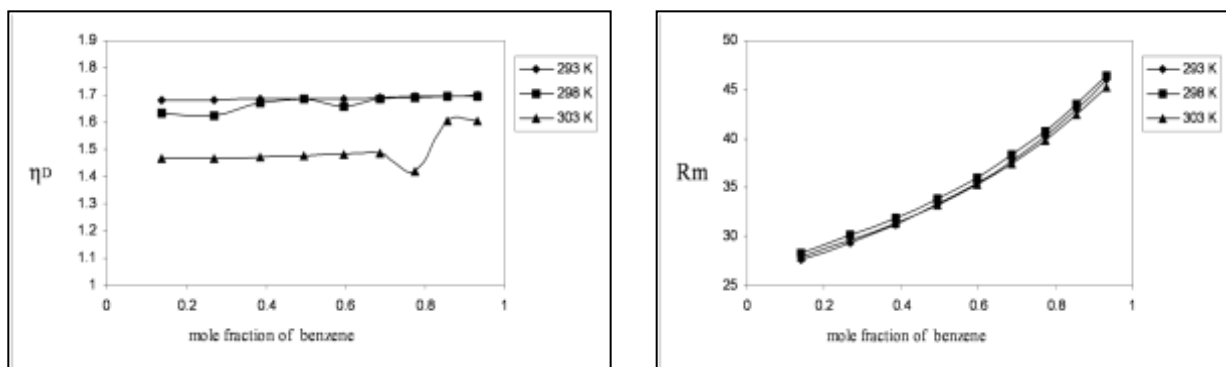 1.9
1.8
1.7
1.6
1.5
1.4
1.3
1.2
1.1
1
ηD
0 0.2 0.4 0.6 0.8 1
mole fraction of benzene
293 K
298 K
303 K
50
45
40
35
30
25
Rm
0 0.2 0.4 0.6 0.8 1
mole fraction of benzene
293 K
298 K
303 K